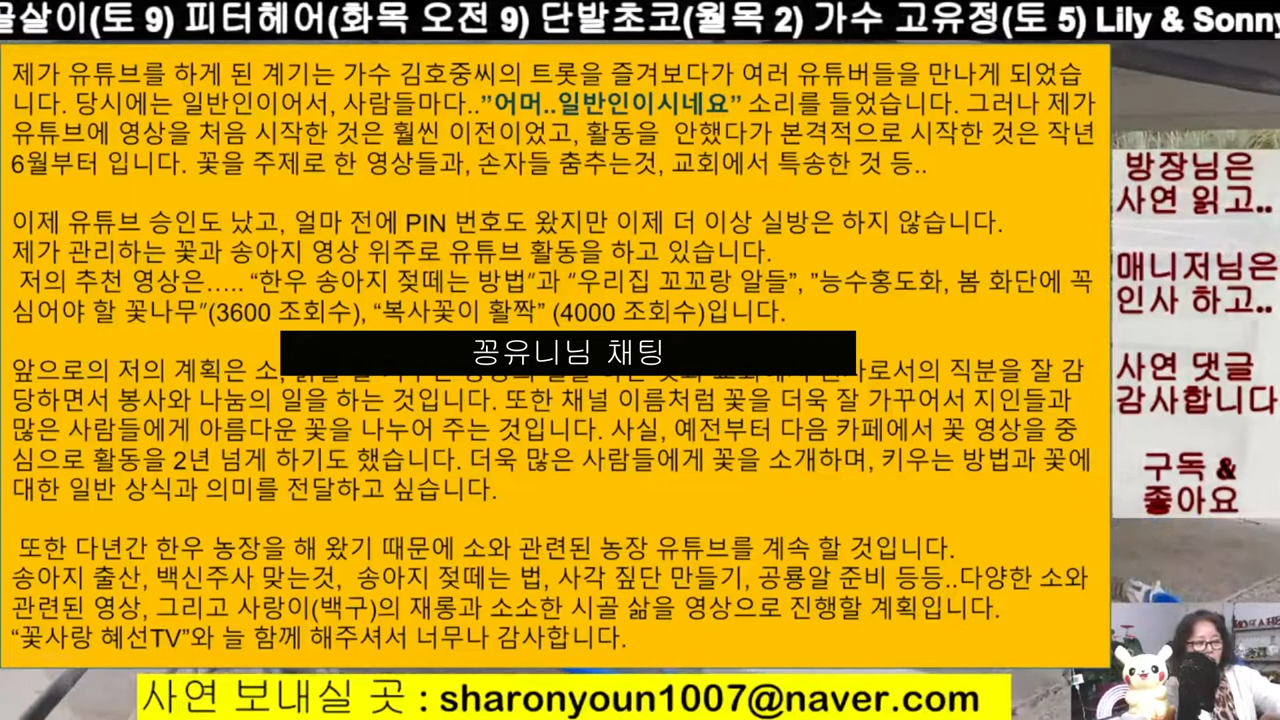 골살이(토 9) 피터헤어(화목 오전 9) 단발초코(월목 2) 가수 고유정(토 5) Lily & Sonny
제가 유튜브를 하게 된 계기는 가수 김호중씨의 트롯을 즐겨보다가 여러 유튜버들을 만나게 되었습
니다. 당시에는 일반인이어서, 사람들마다..”어머..일반인이시네요” 소리를 들었습니다. 그러나 제가
유튜브에 영상을 처음 시작한 것은 훨씬 이전이었고, 활동을 안했다가 본격적으로 시작한 것은 작년
6월부터 입니다. 꽃을 주제로 한 영상들과, 손자들 춤추는것, 교회에서 특송한 것 등..
이제 유튜브 승인도 났고, 얼마 전에 PIN 번호도 왔지만 이제 더 이상 실방은 하지 않습니다.
제가 관리하는 꽃과 송아지 영상 위주로 유튜브 활동을 하고 있습니다.
저의 추천 영상은….. “한우 송아지 젖떼는 방법”과 “우리집 꼬꼬랑 알들”, ”능수홍도화, 봄 화단에 꼭
심어야 할 꽃나무”(3600 조회수), “복사꽃이 활짝” (4000 조회수)입니다.
꽁유니님 채팅
앞으로의 저의 계획은 소, 로서의 직분을 잘 감
당하면서 봉사와 나눔의 일을 하는 것입니다. 또한 채널 이름처럼 꽃을 더욱 잘 가꾸어서 지인들과
많은 사람들에게 아름다운 꽃을 나누어 주는 것입니다. 사실, 예전부터 다음 카페에서 꽃 영상을 중
심으로 활동을 2년 넘게 하기도 했습니다. 더욱 많은 사람들에게 꽃을 소개하며, 키우는 방법과 꽃에
대한 일반 상식과 의미를 전달하고 싶습니다.
또한 다년간 한우 농장을 해 왔기 때문에 소와 관련된 농장 유튜브를 계속 할 것입니다.
송아지 출산, 백신주사 맞는것, 송아지 젖떼는 법, 사각 짚단 만들기, 공룡알 준비 등등..다양한 소와
관련된 영상, 그리고 사랑이(백구)의 재롱과 소소한 시골 삶을 영상으로 진행할 계획입니다.
“꽃사랑 혜선TV”와 늘 함께 해주셔서 너무나 감사합니다.
방장님은
사연 읽고..
매니저님은
인사 하고..
사연 댓글
감사합니다
구독 &
좋아요
사연 보내실 곳 : sharonyoun1007@naver.com